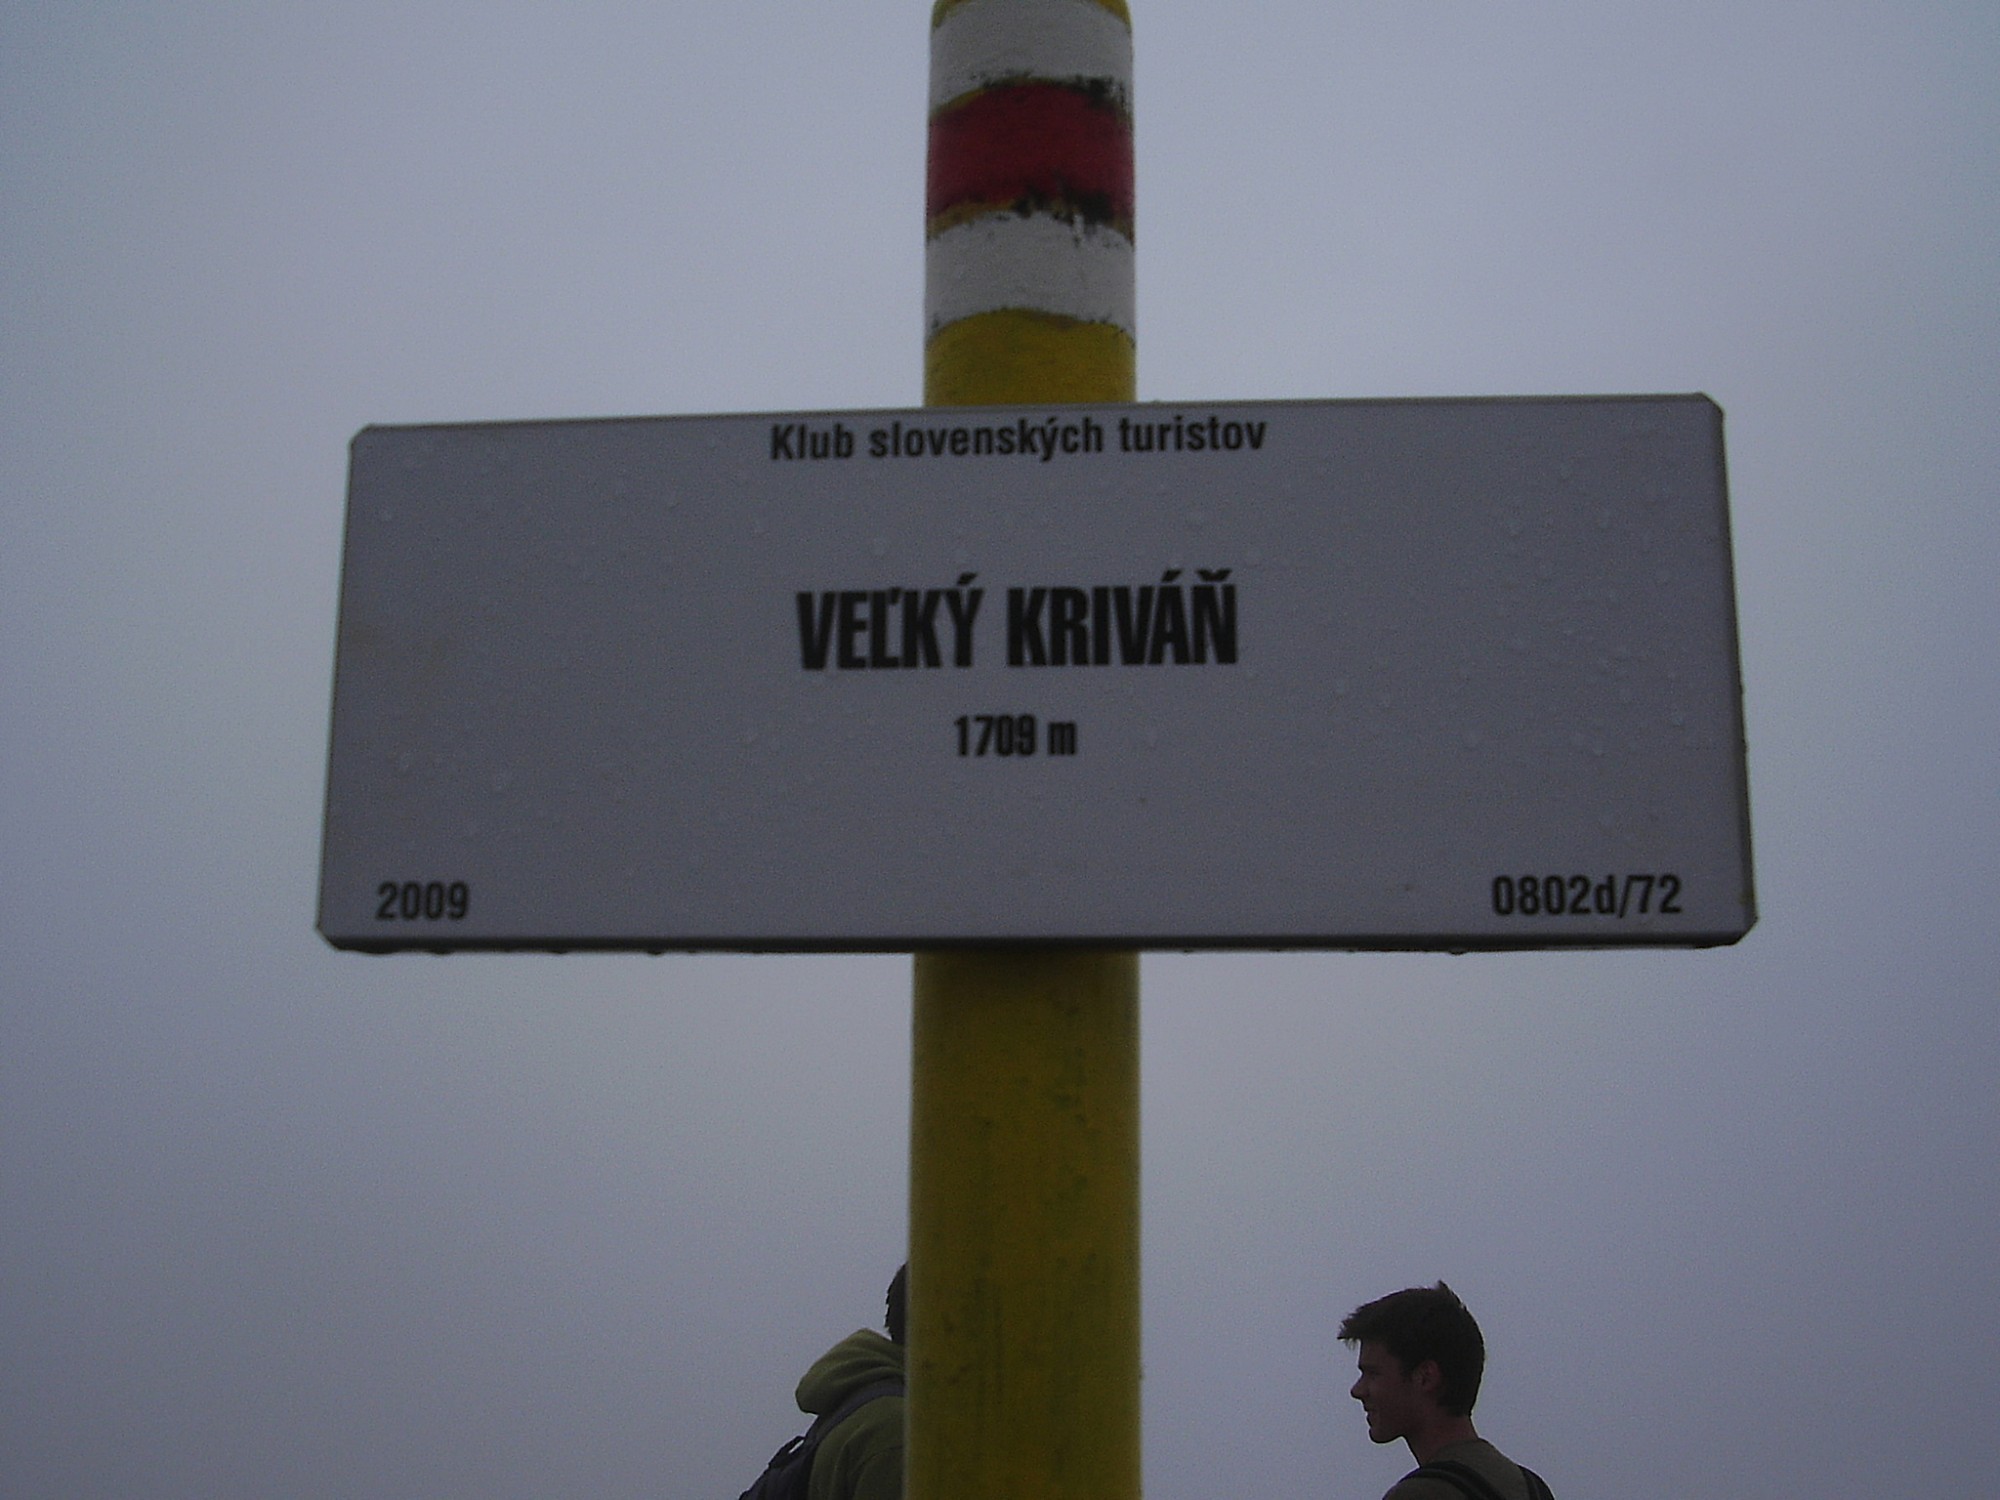 Klub slovenských turistov
VEĽKÝ KRIVÁŇ
1709 m
2009
0802d/72